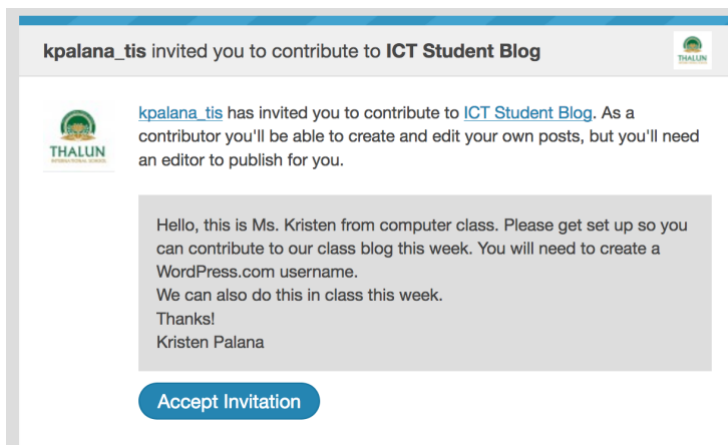 kpalana_tis invited you to contribute to ICT Student Blog
THALUN
THALUN
INTERNATIONAL SCHOOL
kpalana_tis has invited you to contribute to ICT Student Blog. As a
contributor you'll be able to create and edit your own posts, but you'll need
an editor to publish for you.
Hello, this is Ms. Kristen from computer class. Please get set up so you
can contribute to our class blog this week. You will need to create a
WordPress.com username.
We can also do this in class this week.
Thanks!
Kristen Palana
Accept Invitation